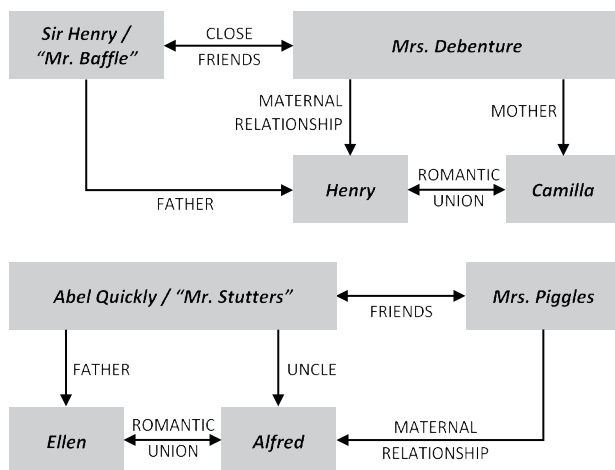 Sir Henry /
“Mr. Baffle”
CLOSE
FRIENDS
Mrs. Debenture
MATERNAL
RELATIONSHIP
MOTHER
FATHER
Henry
ROMANTIC
UNION
Camilla
Abel Quickly / “Mr. Stutters”
FRIENDS
Mrs. Piggles
FATHER
UNCLE
Ellen
ROMANTIC
UNION
Alfred
MATERNAL
RELATIONSHIP